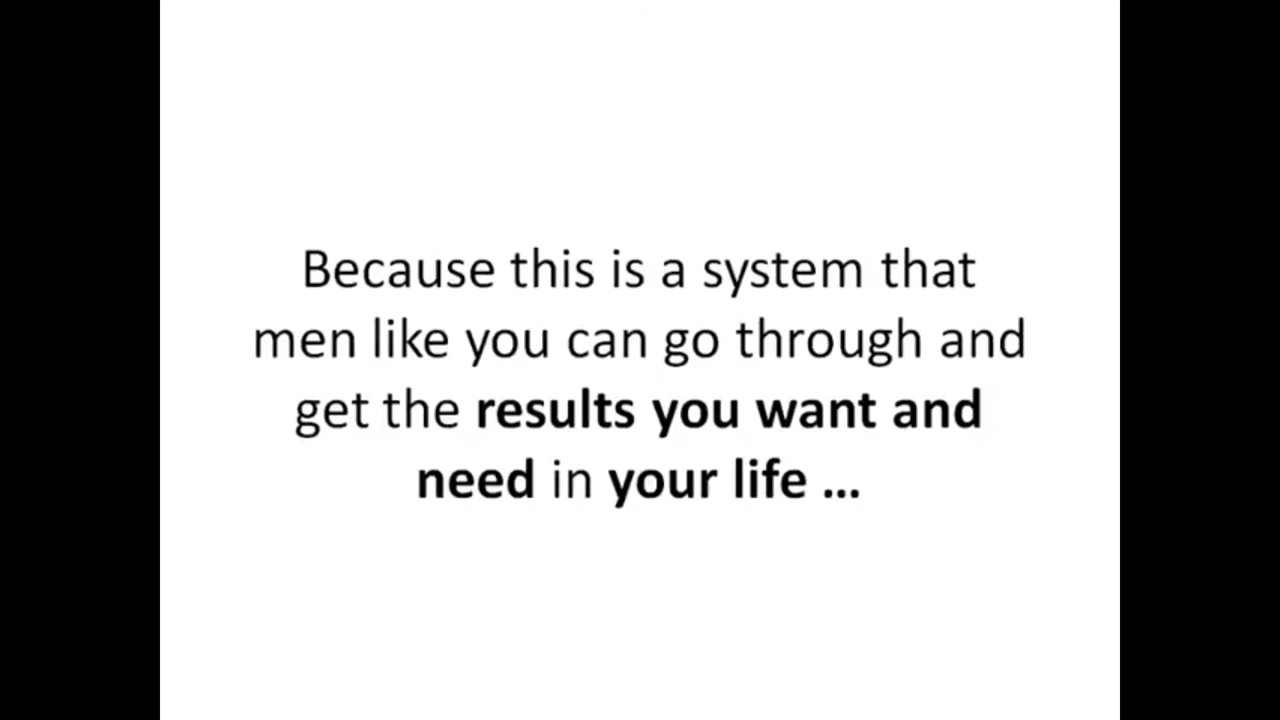 Because this is a system that
men like you can go through and
get the results you want and
need in your life ...